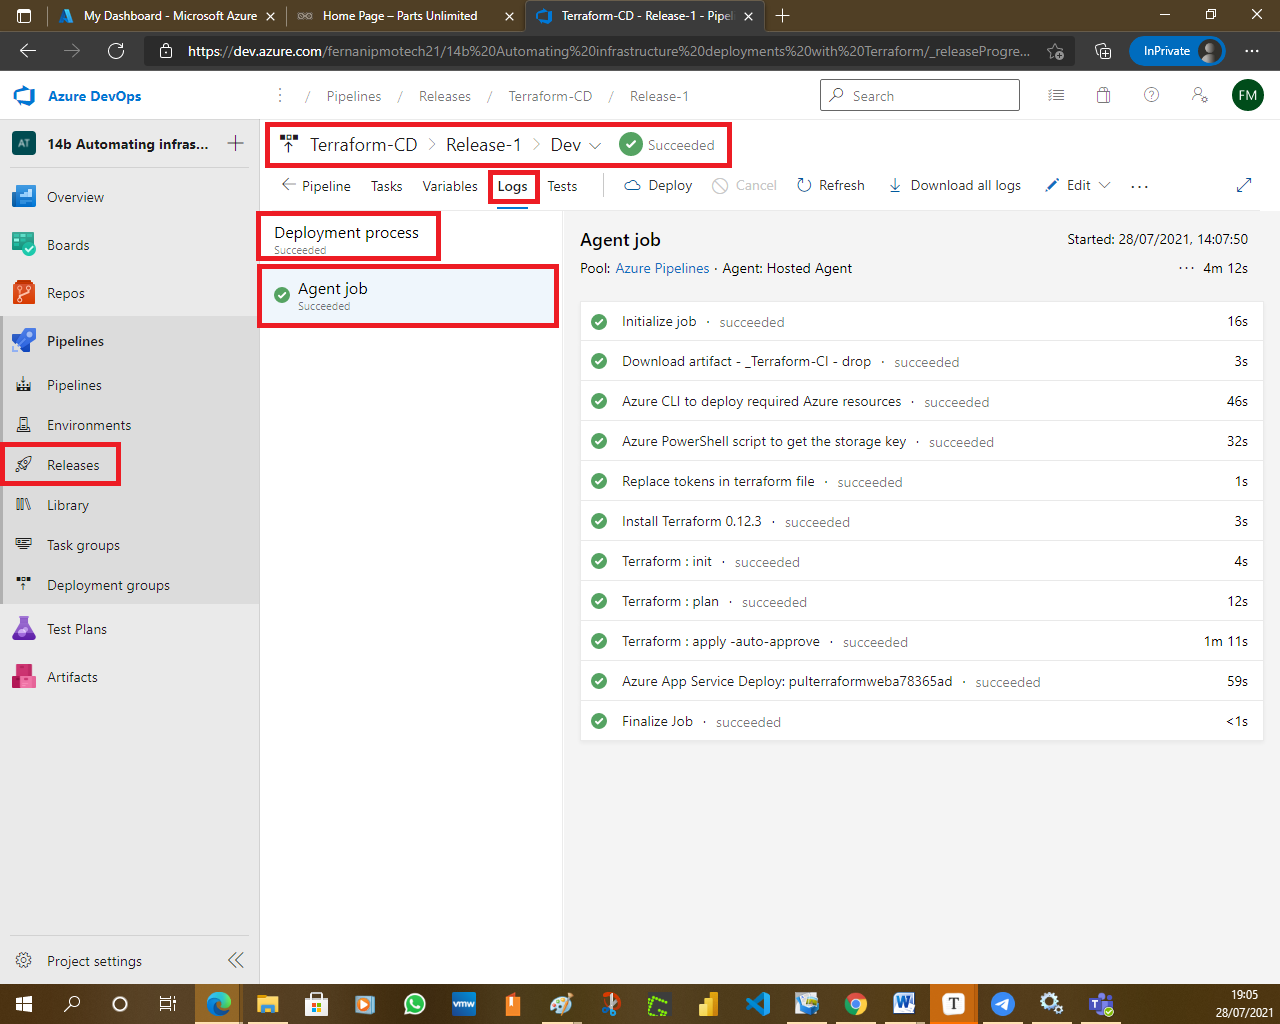 My Dashboard - Microsoft Azure
Home Page – Parts Unlimited
Terraform-CD - Release-1 - Pipel
https://dev.azure.com/fernanipmotech21/14b%20Automating%20infrastructure%20deployments%20with%20Terraform/_releaseProgre...
InPrivate
Azure DevOps
/ Pipelines / Releases / Terraform-CD / Release-1
Search
FM
AT
14b Automating infras...
Terraform-CD > Release-1 > Dev
Succeeded
Pipeline
Tasks
Variables
Logs
Tests
Deploy
Cancel
Refresh
Download all logs
Edit
...
Overview
Boards
Repos
Pipelines
Pipelines
Environments
Releases
Library
Task groups
Deployment groups
Test Plans
Artifacts
Project settings
Deployment process
Succeeded
Agent job
Succeeded
Agent job
Started: 28/07/2021, 14:07:50
Pool: Azure Pipelines · Agent: Hosted Agent
... 4m 12s
Initialize job · succeeded 16s
Download artifact - _Terraform-CI - drop · succeeded 3s
Azure CLI to deploy required Azure resources · succeeded 46s
Azure PowerShell script to get the storage key · succeeded 32s
Replace tokens in terraform file · succeeded 1s
Install Terraform 0.12.3 · succeeded 3s
Terraform : init · succeeded 4s
Terraform : plan · succeeded 12s
Terraform : apply -auto-approve · succeeded 1m 11s
Azure App Service Deploy: pulterraformweba78365ad · succeeded 59s
Finalize Job · succeeded <1s
vmw
W
T
19:05
28/07/2021